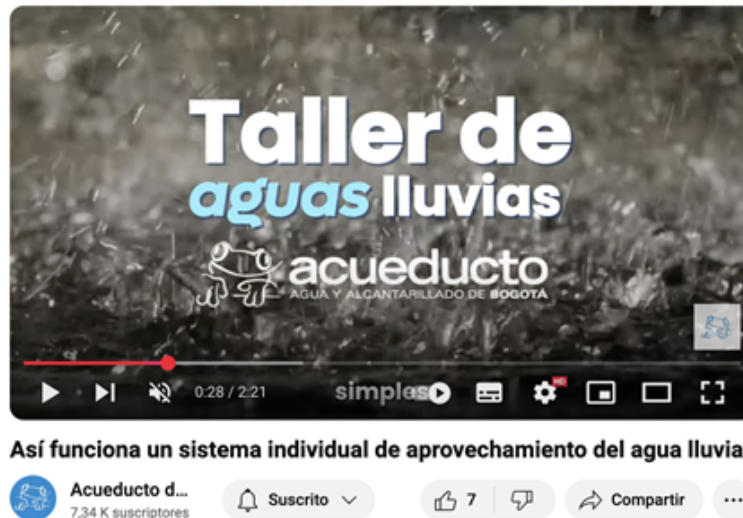 Taller de
aguas lluvias
acueducto
AGUA Y ALCANTARILLADO DE BOGOTÁ
0:28 / 2:21
simples
HD
Así funciona un sistema individual de aprovechamiento del agua lluvia
Acueducto d...
7,34 K suscriptores
Suscrito
7
Compartir